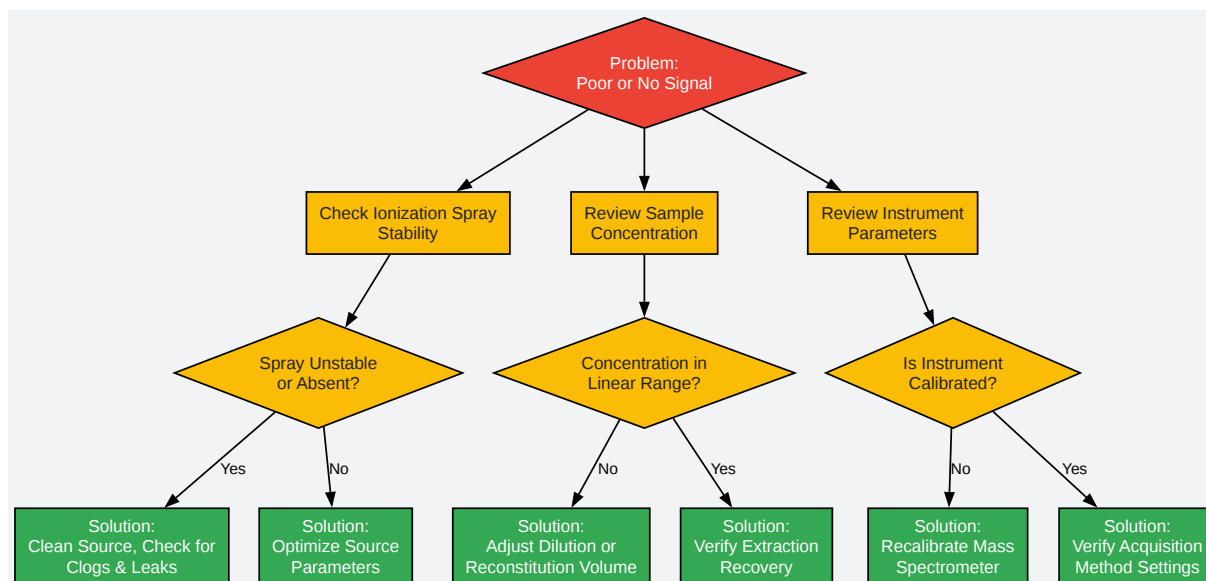 Problem:
Poor or No Signal
Check Ionization Spray
Stability
Review Sample
Concentration
Review Instrument
Parameters
Spray Unstable
or Absent?
Concentration in
Linear Range?
Is Instrument
Calibrated?
Yes
No
No
Yes
No
Yes
Solution:
Clean Source, Check for
Clogs & Leaks
Solution:
Optimize Source
Parameters
Solution:
Adjust Dilution or
Reconstitution Volume
Solution:
Verify Extraction
Recovery
Solution:
Recalibrate Mass
Spectrometer
Solution:
Verify Acquisition
Method Settings